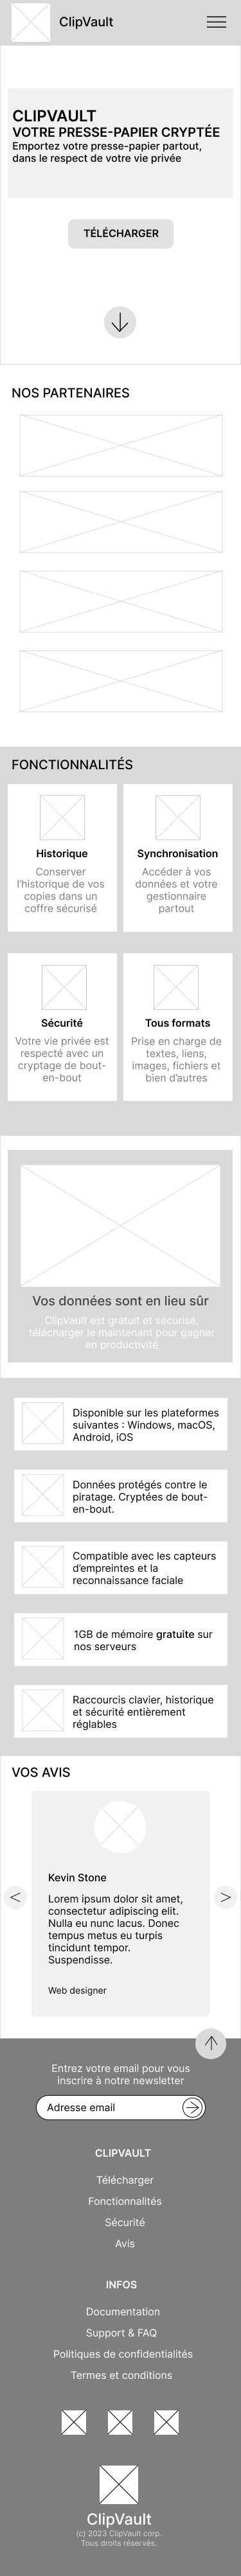 ClipVault
CLIPVAULT
VOTRE PRESSE-PAPIER CRYPTÉE
Emportez votre presse-papier partout,
dans le respect de votre vie privée
TÉLÉCHARGER
NOS PARTENAIRES
FONCTIONNALITÉS
Historique
Conserver
l'historique de vos
copies dans un
coffre sécurisé
Synchronisation
Accéder à vos
données et votre
gestionnaire
partout
Sécurité
Votre vie privée est
respecté avec un
cryptage de bout-
en-bout
Tous formats
Prise en charge de
textes, liens,
images, fichiers et
bien d'autres
Vos données sont en lieu sûr
ClipVault est gratuit et sécurisé,
télécharger le maintenant pour gagner
en productivité
Disponible sur les plateformes
suivantes : Windows, macOS,
Android, iOS
Données protégés contre le
piratage. Cryptées de bout-
en-bout.
Compatible avec les capteurs
d'empreintes et la
reconnaissance faciale
1GB de mémoire gratuite sur
nos serveurs
Raccourcis clavier, historique
et sécurité entièrement
réglables
VOS AVIS
Kevin Stone
Lorem ipsum dolor sit amet,
consectetur adipiscing elit.
Nulla eu nunc lacus. Donec
tempus metus eu turpis
tincidunt tempor.
Suspendisse.
Web designer
Entrez votre email pour vous
inscrire à notre newsletter
Adresse email
CLIPVAULT
Télécharger
Fonctionnalités
Sécurité
Avis
INFOS
Documentation
Support & FAQ
Politiques de confidentialités
Termes et conditions
ClipVault
(c) 2023 ClipVault corp.
Tous droits réservés.